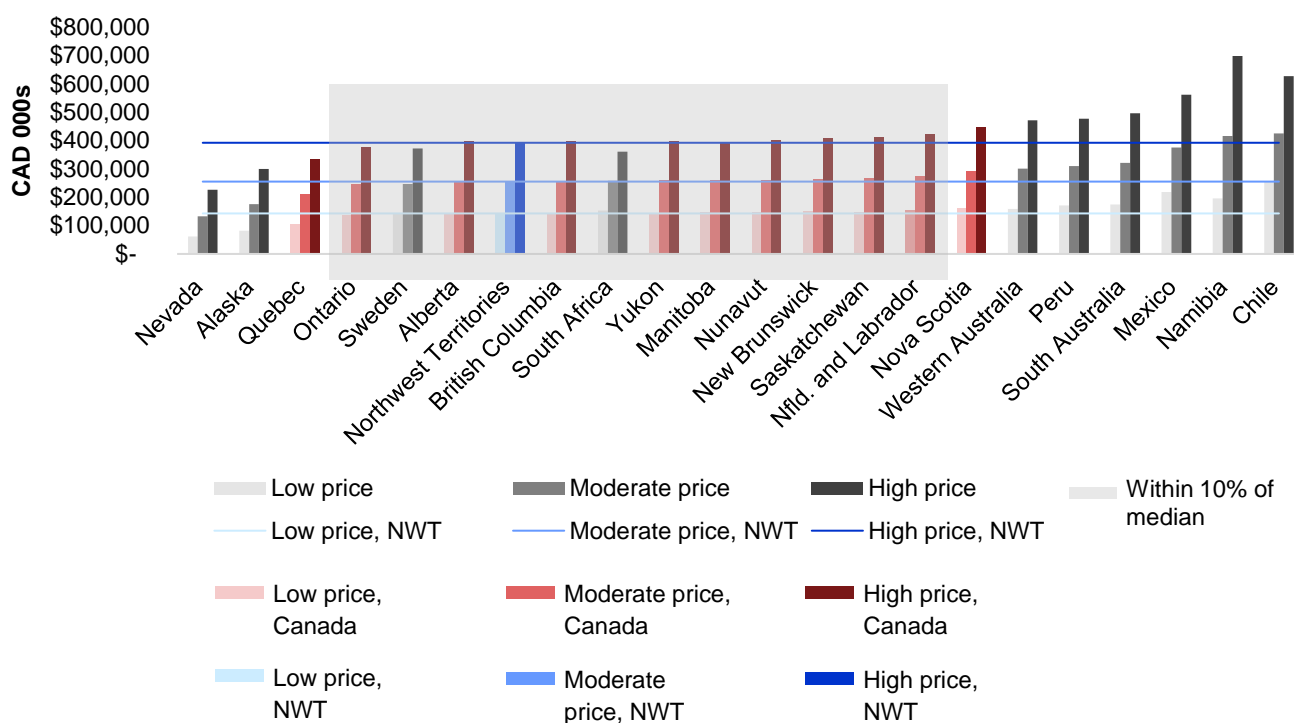 CAD 000s
$800,000
$700,000
$600,000
$500,000
$400,000
$300,000
$200,000
$100,000
$-
Nevada
Alaska
Quebec
Ontario
Sweden
Alberta
Northwest Territories
British Columbia
South Africa
Yukon
Manitoba
Nunavut
New Brunswick
Saskatchewan
Nfld. and Labrador
Nova Scotia
Western Australia
Peru
South Australia
Mexico
Namibia
Chile
Low price
Moderate price
High price
Within 10% of
median
Low price, NWT
Moderate price, NWT
High price, NWT
Low price,
Canada
Moderate price,
Canada
High price,
Canada
Low price,
NWT
Moderate
price, NWT
High price,
NWT